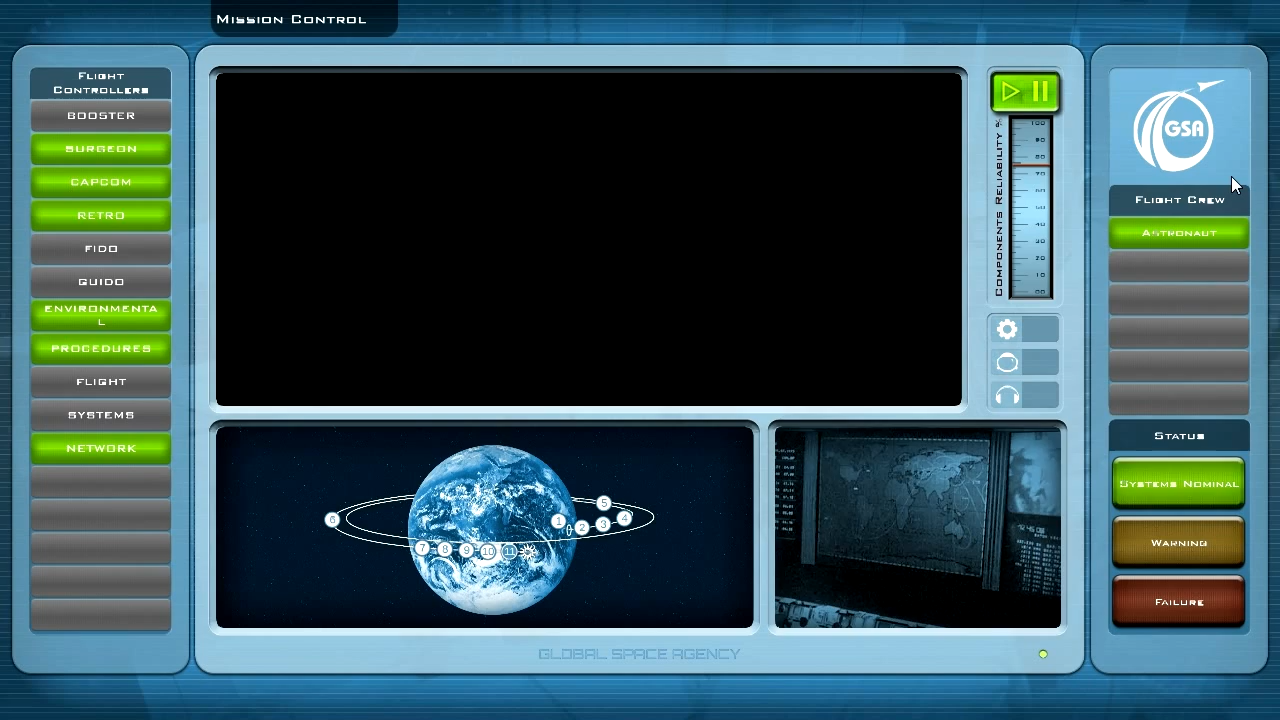 Mission Control
Flight
Controllers
BOOSTER
SURGEON
CAPCOM
RETRO
FIDO
GUIDO
ENVIRONMENTA
L
PROCEDURES
FLIGHT
SYSTEMS
NETWORK
Components Reliability %
100
90
80
70
60
50
40
30
20
10
00
GSA
Flight Crew
Astronaut
Status
Systems Nominal
Warning
Failure
1
2
3
4
5
6
7
8
9
10
11
GLOBAL SPACE AGENCY